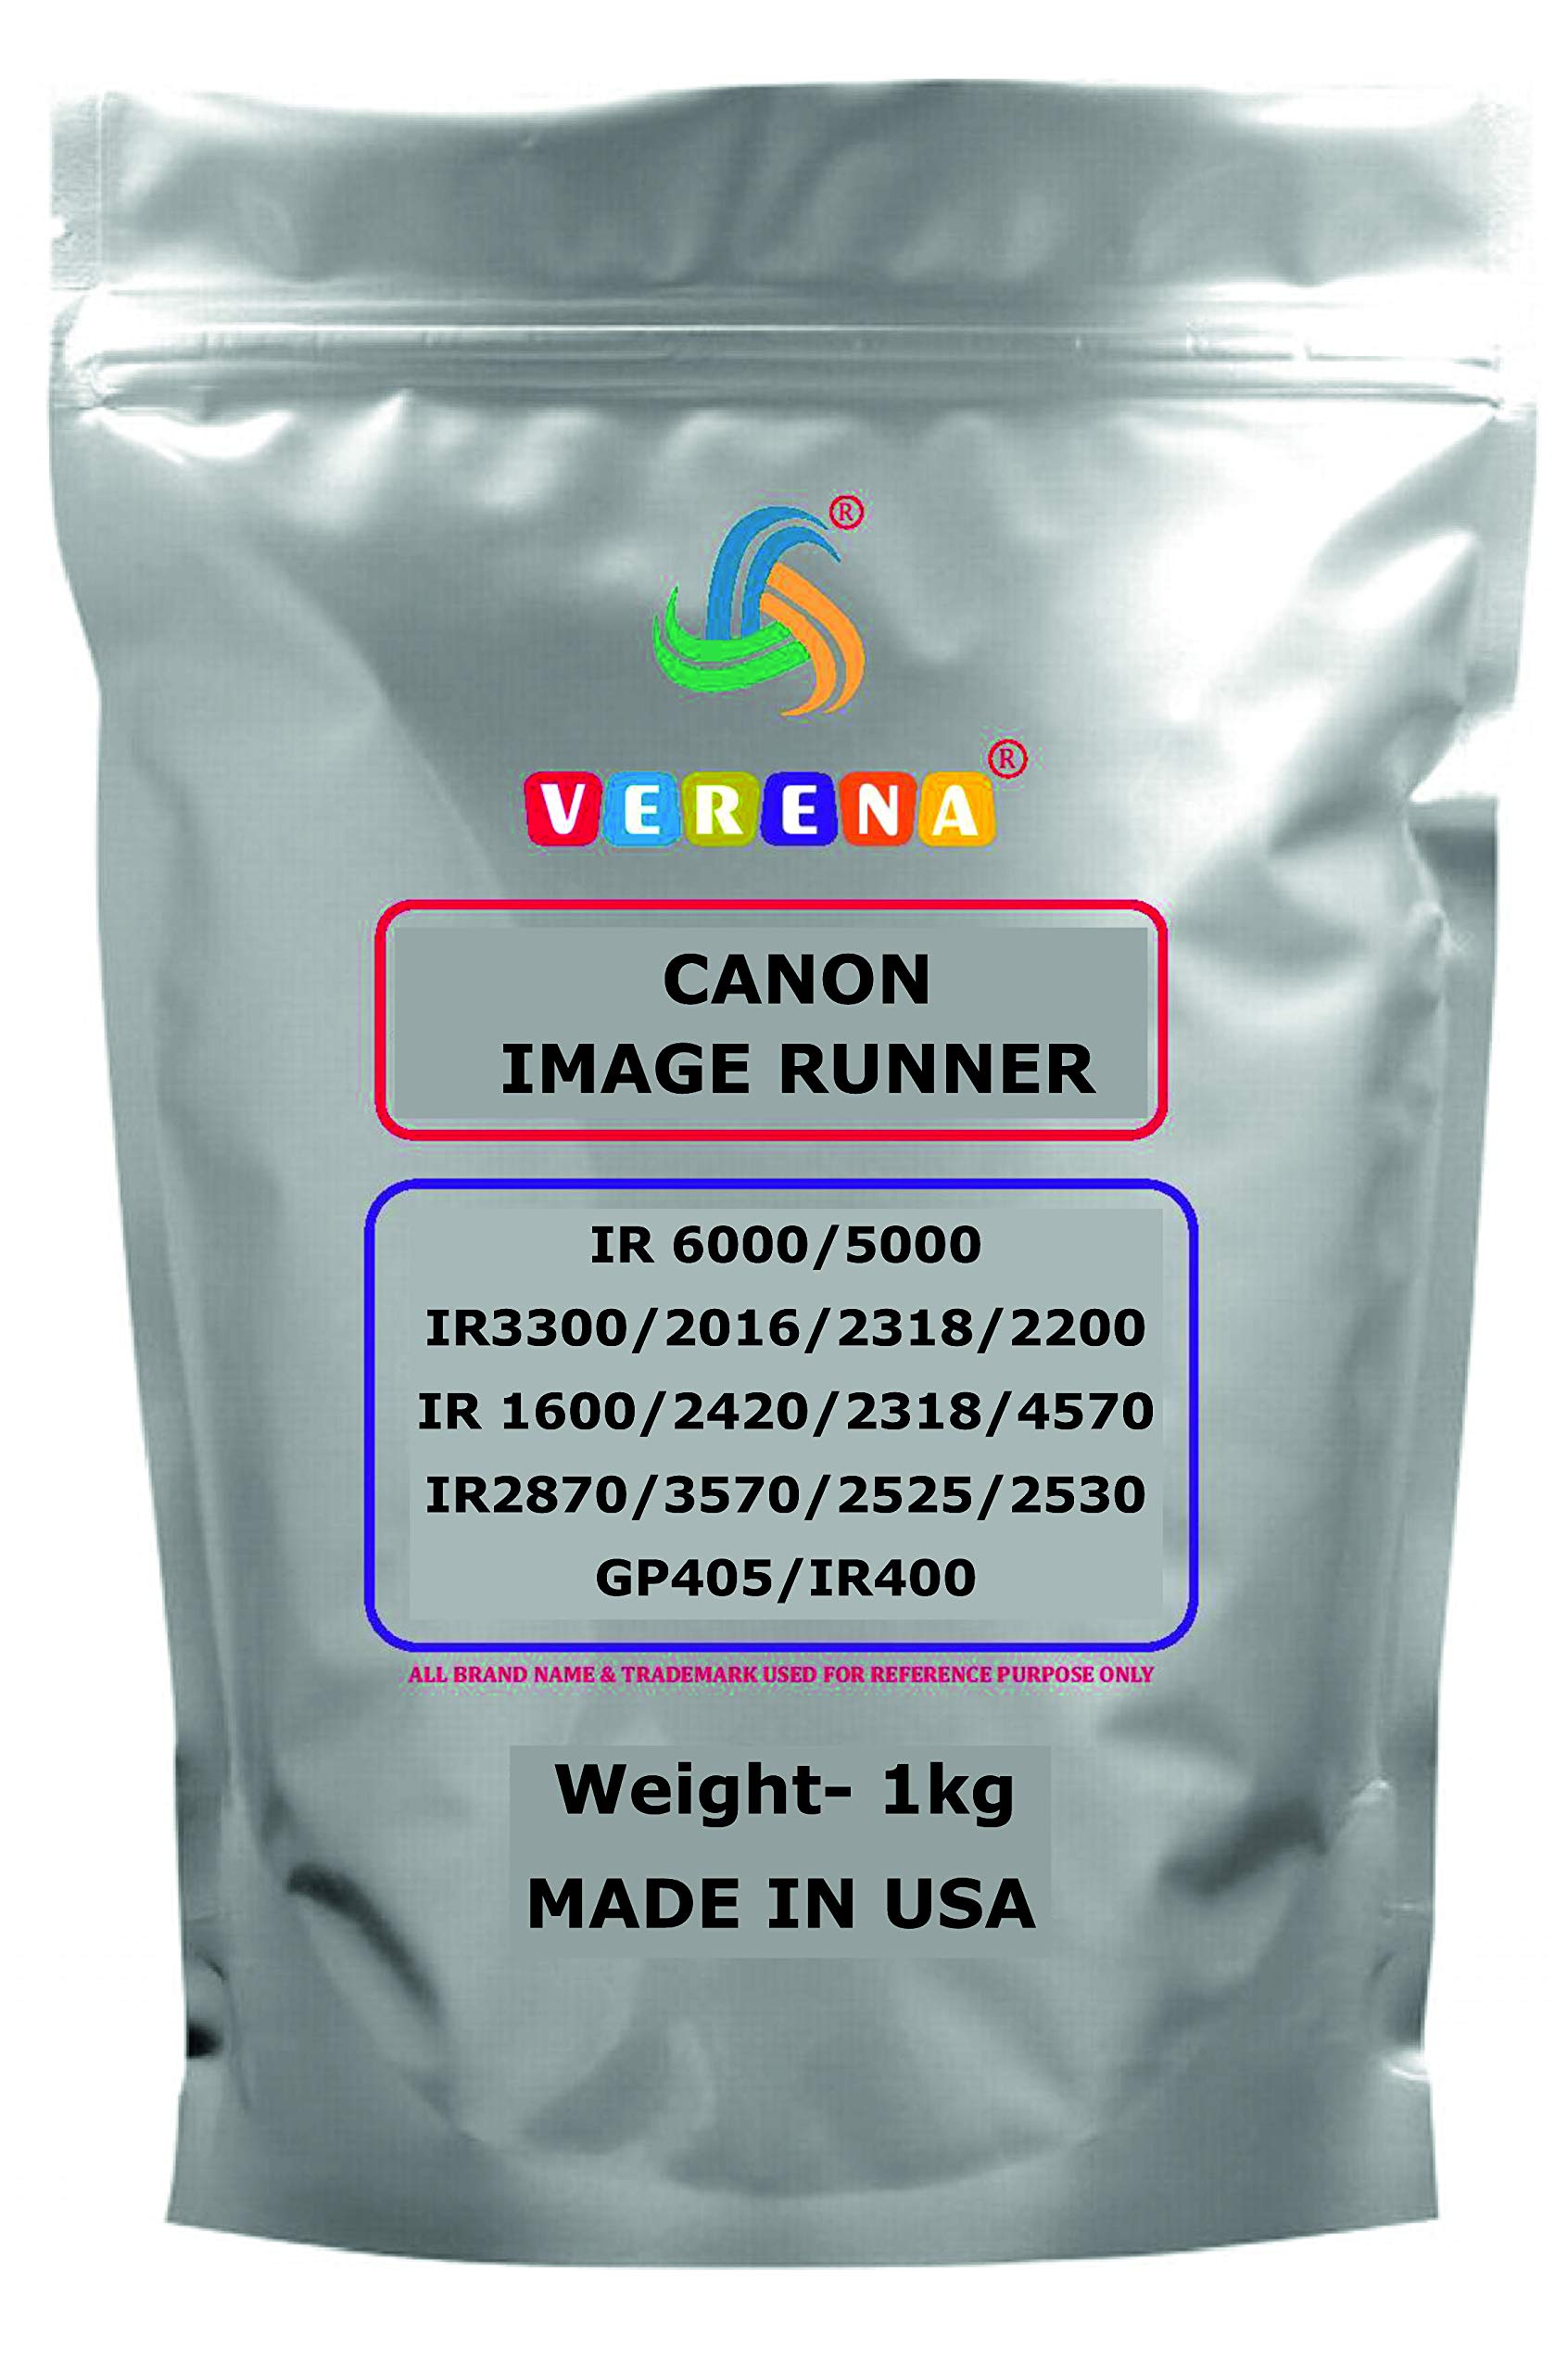 ®
VERENA®
CANON
IMAGE RUNNER
IR 6000/5000
IR3300/2016/2318/2200
IR 1600/2420/2318/4570
IR2870/3570/2525/2530
GP405/IR400
ALL BRAND NAME & TRADEMARK USED FOR REFERENCE PURPOSE ONLY
Weight- 1kg
MADE IN USA